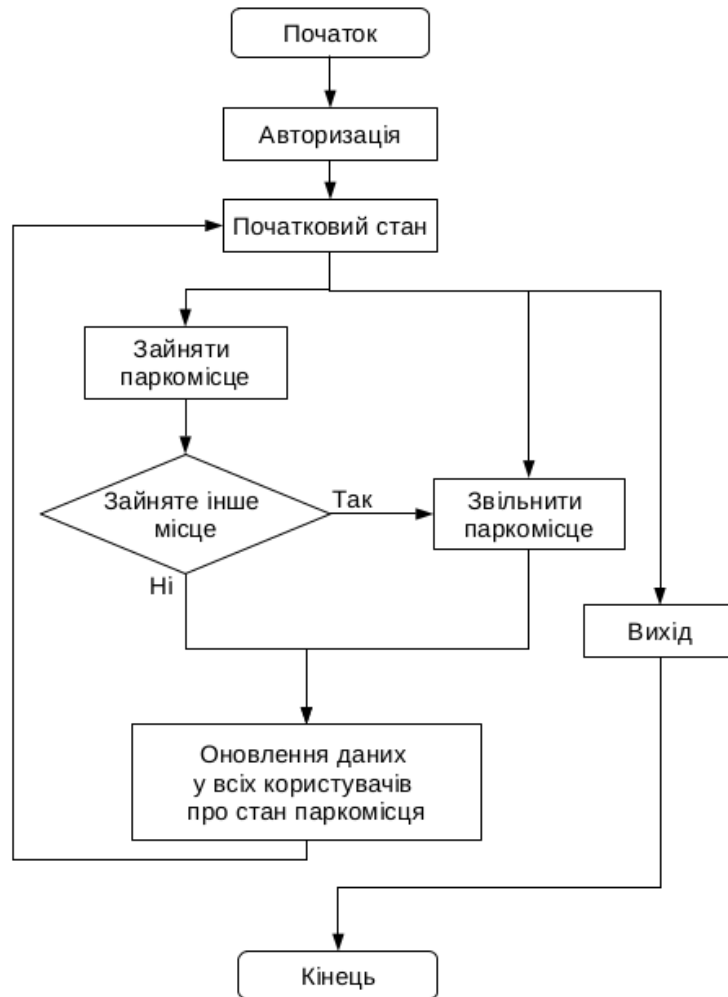 Початок
Авторизація
Початковий стан
Зайняти
паркомісце
Зайняте інше
місце
Так
Звільнити
паркомісце
Ні
Вихід
Оновлення даних
у всіх користувачів
про стан паркомісця
Кінець